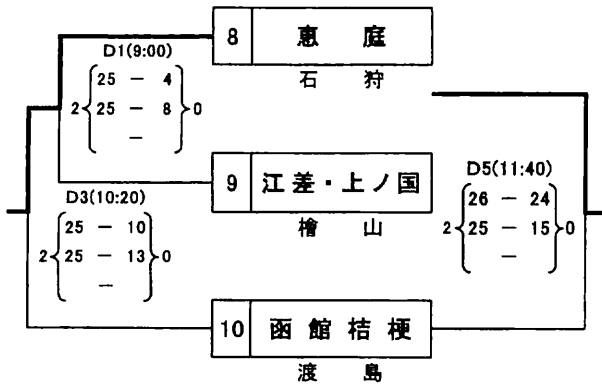 8 恵庭
石狩
D1(9:00)
25 － 4
2 25 － 8 0
－
9 江差・上ノ国
檜山
D3(10:20)
25 － 10
2 25 － 13 0
－
D5(11:40)
26 － 24
2 25 － 15 0
－
10 函館桔梗
渡島